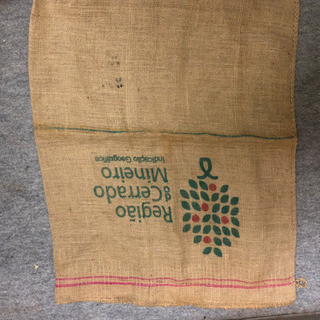 Região
do Cerrado
Mineiro
Indicação Geográfica